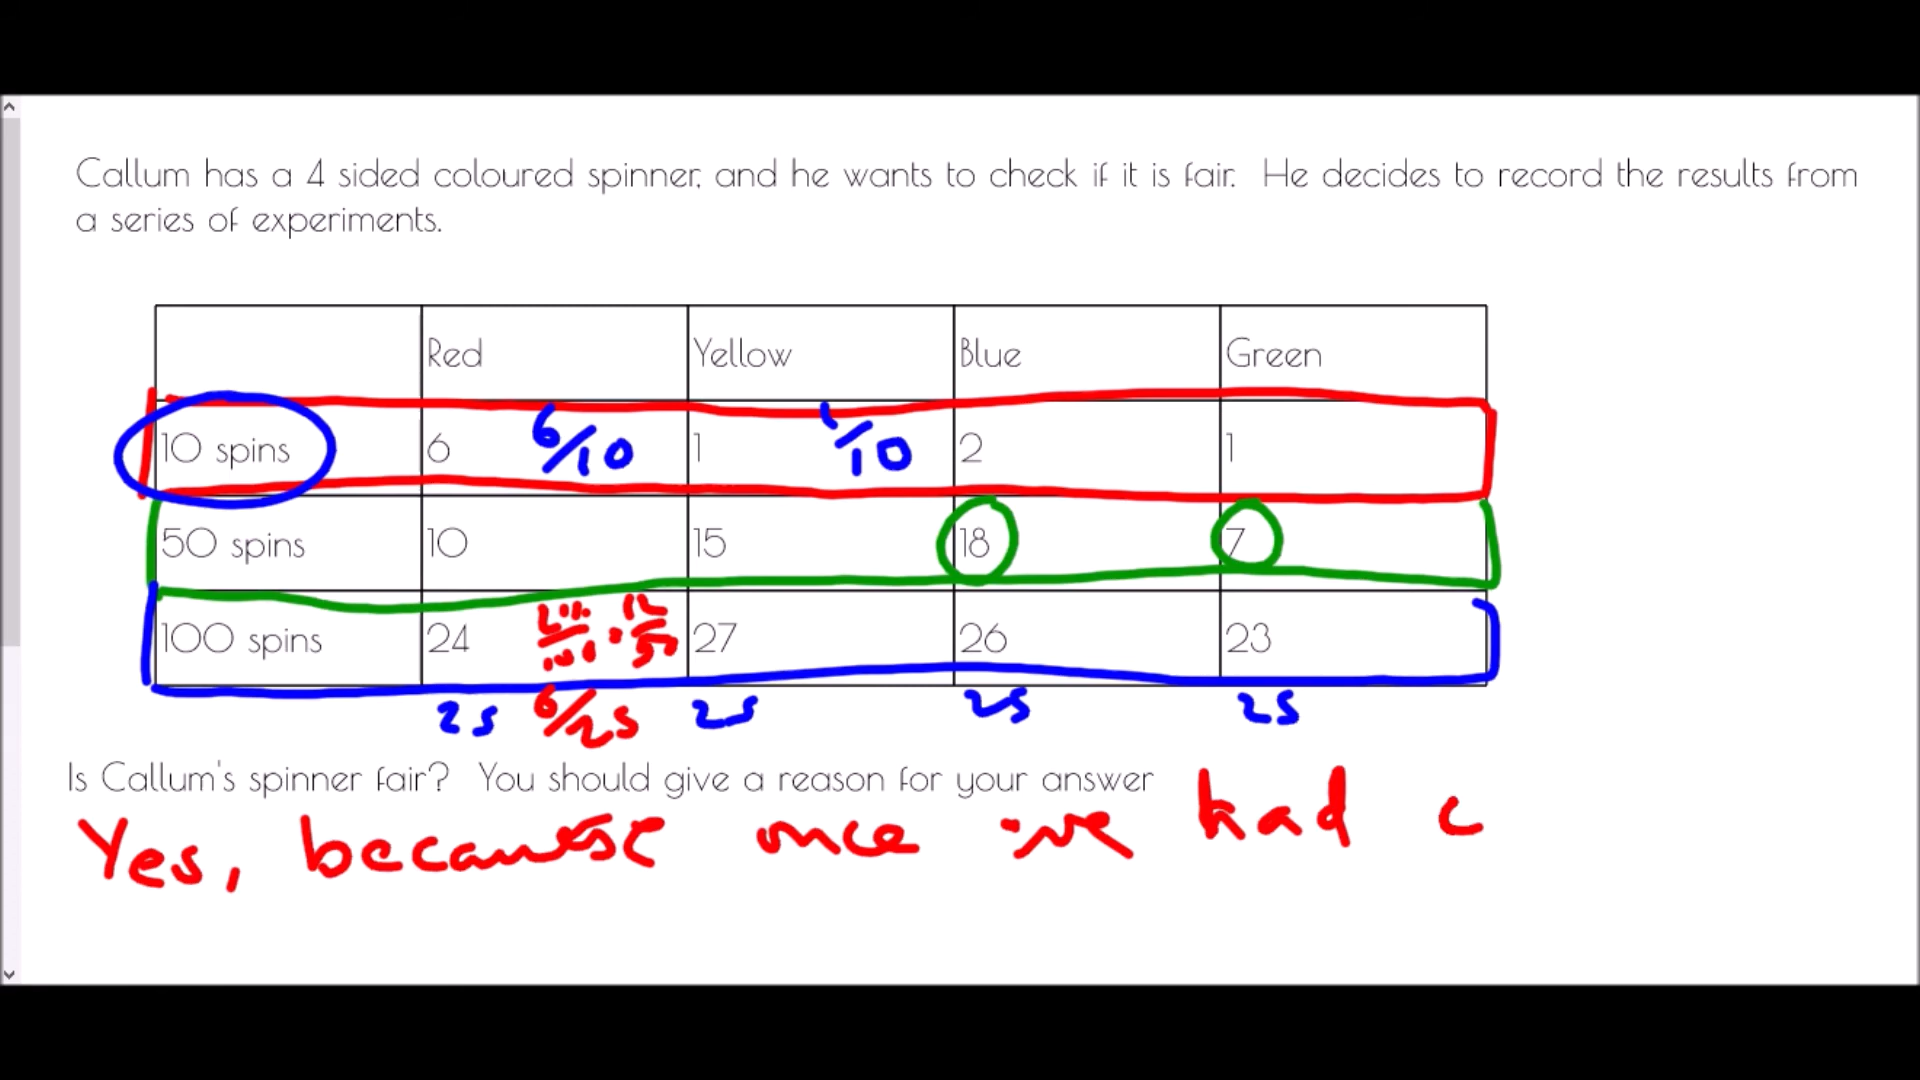 Callum has a 4 sided coloured spinner, and he wants to check if it is fair. He decides to record the results from
a series of experiments.
Red Yellow Blue Green
10 spins 6 6/10 1 1/10 2 1
50 spins 10 15 18 7
100 spins 24 12/50 27 26 23
25 6/25 25 25 25
Is Callum's spinner fair? You should give a reason for your answer
Yes, because once we had